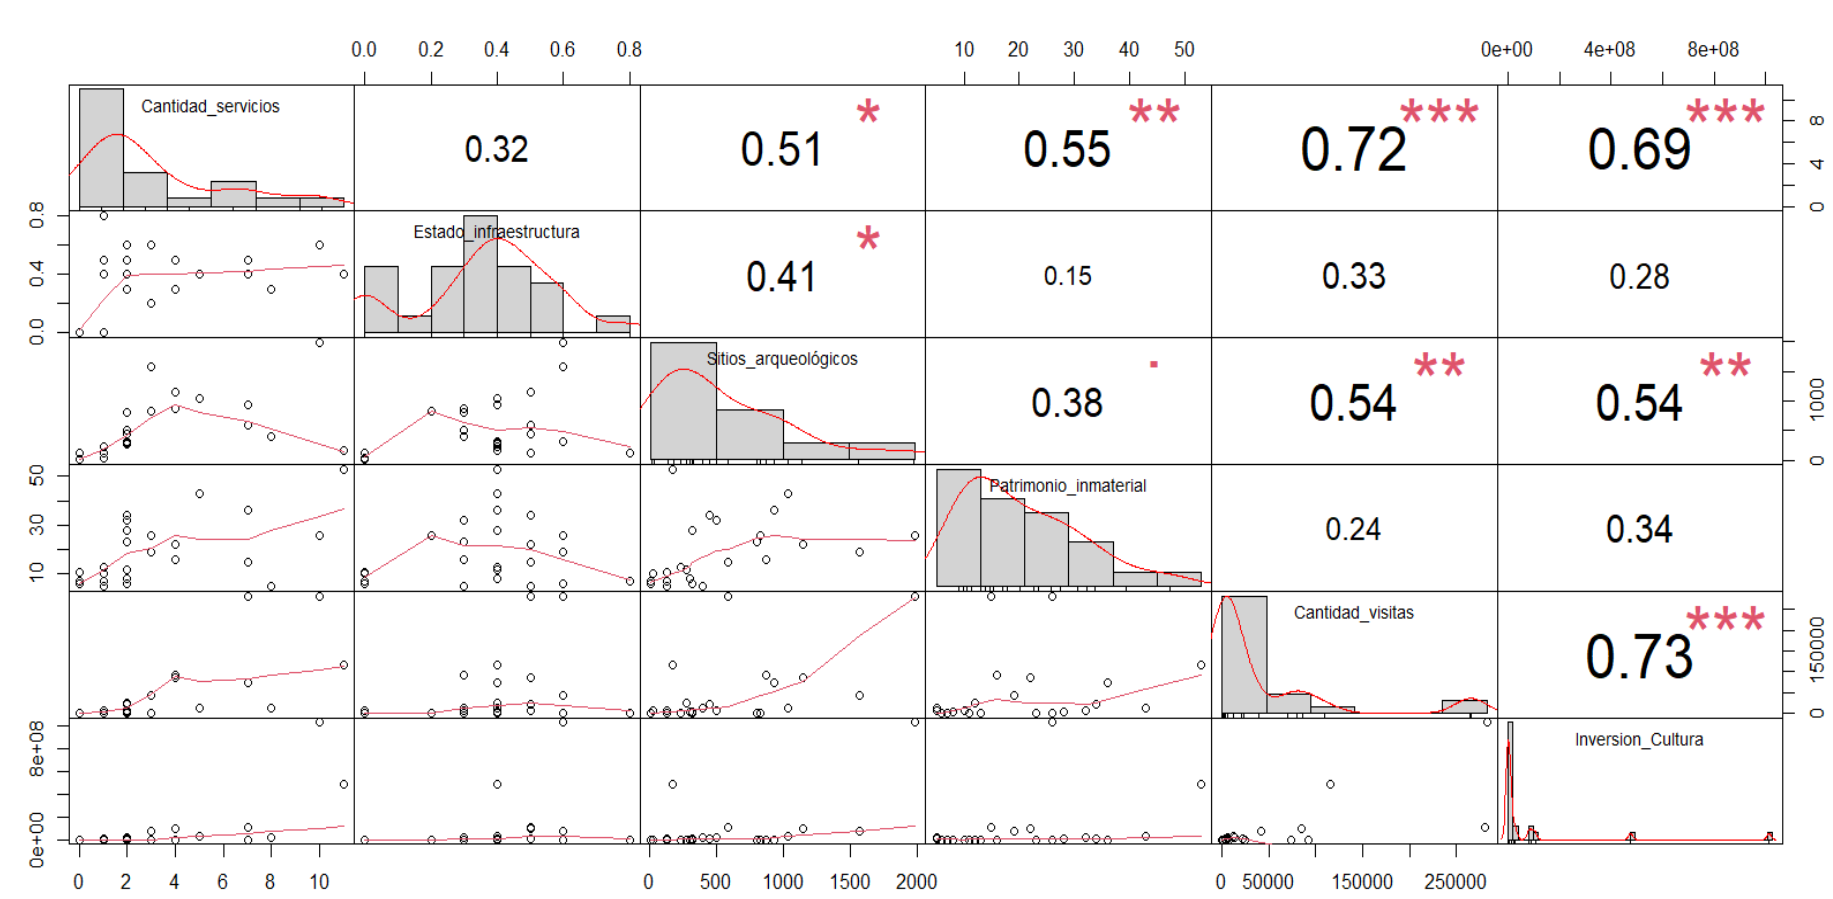 0.0 0.2 0.4 0.6 0.8 10 20 30 40 50 0e+00 4e+08 8e+08
Cantidad_servicios 0.32 0.51 * 0.55 ** 0.72 *** 0.69 *** 0 4 8
0.0 0.4 0.8 Estado_infraestructura 0.41 * 0.15 0.33 0.28
Sitios_arqueológicos 0.38 . 0.54 ** 0.54 ** 0 1000
10 30 50 Patrimonio_inmaterial 0.24 0.34
Cantidad_visitas 0.73 *** 0 150000
0e+00 8e+08 Inversion_Cultura
0 2 4 6 8 10 0 500 1000 1500 2000 0 50000 150000 250000